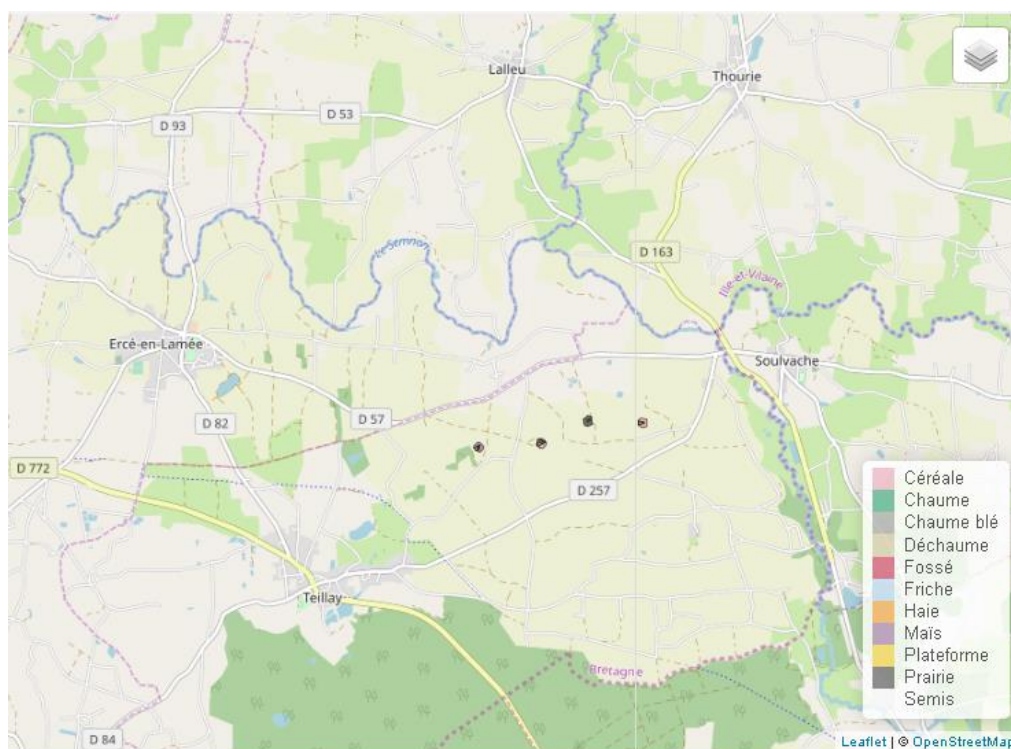 Lalleu
Thourie
D 93
D 53
Le Semnon
D 163
Ille-et-Vilaine
Ercé-en-Lamée
Soulvache
D 57
D 82
D 772
D 257
Teillay
Bretagne
D 84
Céréale
Chaume
Chaume blé
Déchaume
Fossé
Friche
Haie
Maïs
Plateforme
Prairie
Semis
Leaflet | © OpenStreetMap